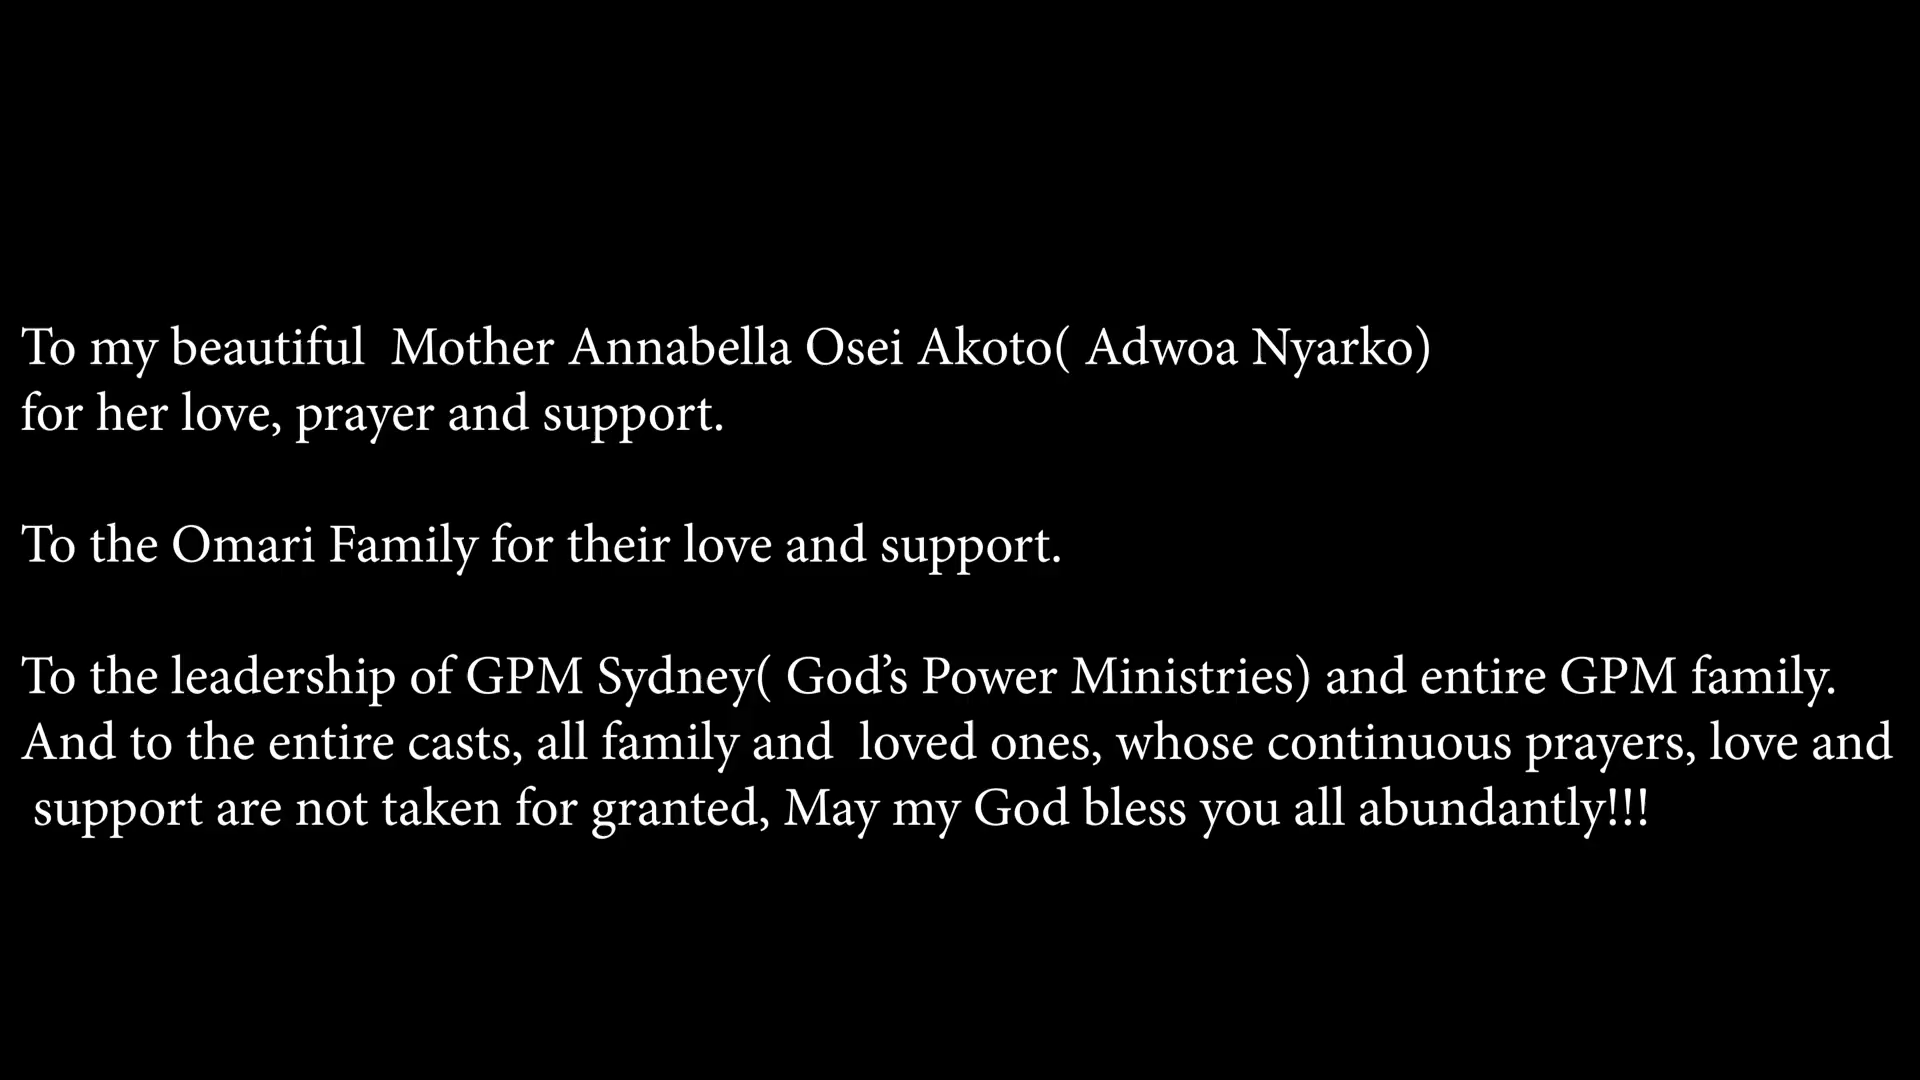 To my beautiful  Mother Annabella Osei Akoto( Adwoa Nyarko)
for her love, prayer and support.
To the Omari Family for their love and support.
To the leadership of GPM Sydney( God’s Power Ministries) and entire GPM family.
And to the entire casts, all family and  loved ones, whose continuous prayers, love and
support are not taken for granted, May my God bless you all abundantly!!!